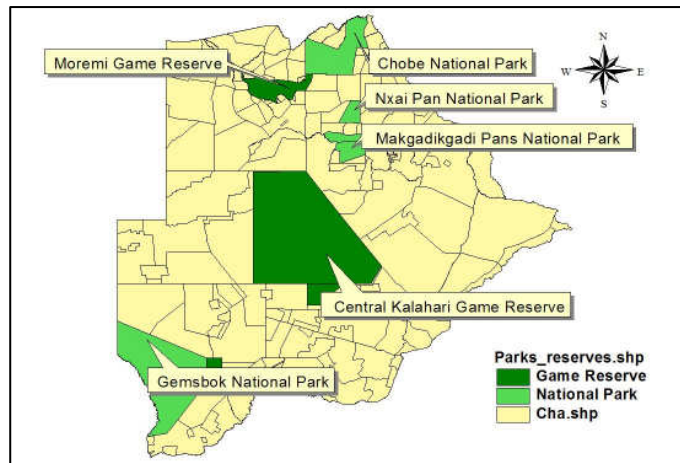 N
W E
S
Moremi Game Reserve
Chobe National Park
Nxai Pan National Park
Makgadikgadi Pans National Park
Central Kalahari Game Reserve
Gemsbok National Park
Parks_reserves.shp
Game Reserve
National Park
Cha.shp